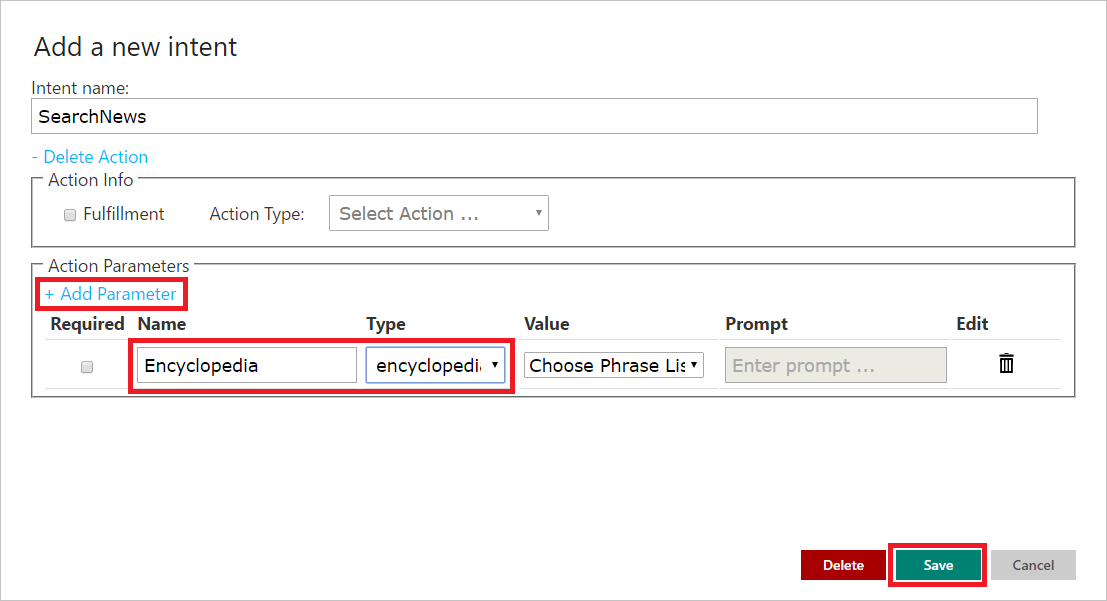 Add a new intent
Intent name:
SearchNews
- Delete Action
Action Info
Fulfillment Action Type: Select Action ...
Action Parameters
+ Add Parameter
Required Name Type Value Prompt Edit
Encyclopedia encyclopedi Choose Phrase Lis Enter prompt ...
Delete Save Cancel